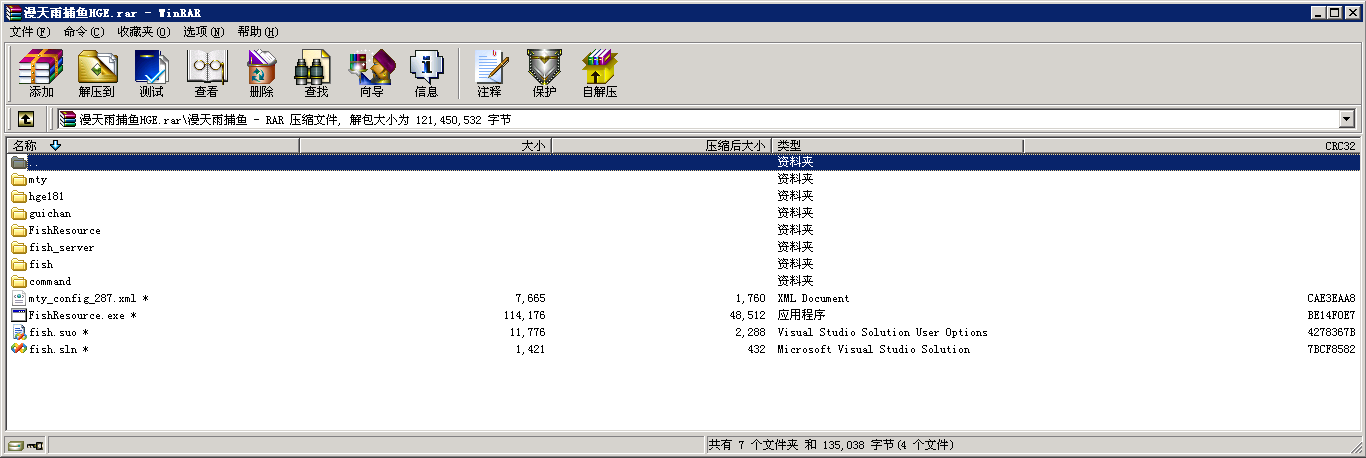 漫天雨捕鱼HGE.rar - WinRAR
文件(F) 命令(C) 收藏夹(O) 选项(N) 帮助(H)
添加 解压到 测试 查看 删除 查找 向导 信息 注释 保护 自解压
漫天雨捕鱼HGE.rar\漫天雨捕鱼 - RAR 压缩文件, 解包大小为 121,450,532 字节
名称 大小 压缩后大小 类型 CRC32
.. 资料夹
mty 资料夹
hge181 资料夹
guichan 资料夹
FishResource 资料夹
fish_server 资料夹
fish 资料夹
command 资料夹
mty_config_287.xml * 7,665 1,760 XML Document CAE3EAA8
FishResource.exe * 114,176 48,512 应用程序 BE14F0E7
fish.suo * 11,776 2,288 Visual Studio Solution User Options 4278367B
fish.sln * 1,421 432 Microsoft Visual Studio Solution 7BCF8582
共有 7 个文件夹 和 135,038 字节(4 个文件)